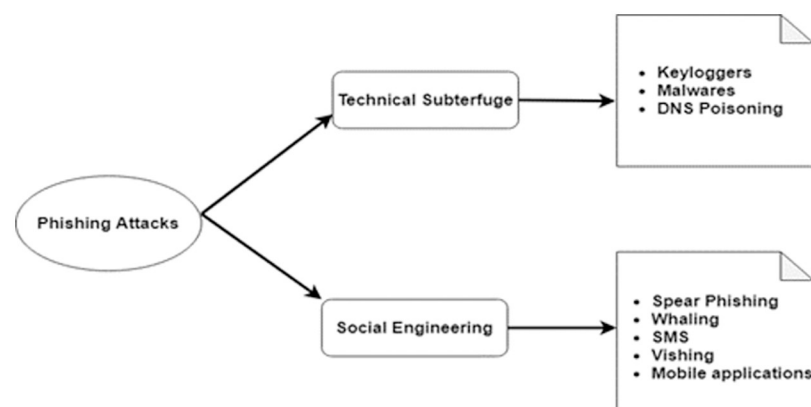 Technical Subterfuge
• Keyloggers
• Malwares
• DNS Poisoning
Phishing Attacks
Social Engineering
• Spear Phishing
• Whaling
• SMS
• Vishing
• Mobile applications